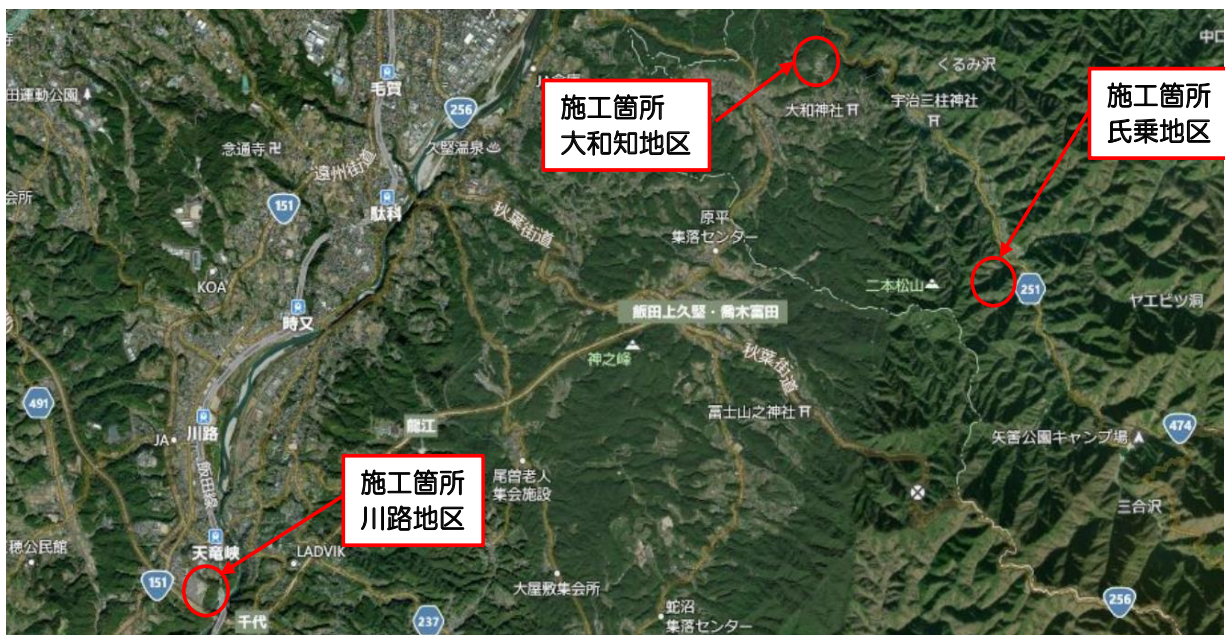 毛賀
256
JA会館
くるみ沢
中口
田運動公園
念通寺
遠州街道
久堅温泉
施工箇所
大和知地区
大和神社
宇治三柱神社
施工箇所
氏乗地区
会所
151
駄科
秋葉街道
原平
集落センター
KOA
時又
飯田上久堅・喬木富田
二本松山
251
ヤエビツ洞
神之峰
秋葉街道
491
JA
川路
龍江
冨士山之神社
矢筈公園キャンプ場
474
飯田線
施工箇所
川路地区
尾曽老人
集会施設
三合沢
穂公民館
天竜峡
LADVIK
151
大屋敷集会所
千代
237
蛇沼
集落センター
256